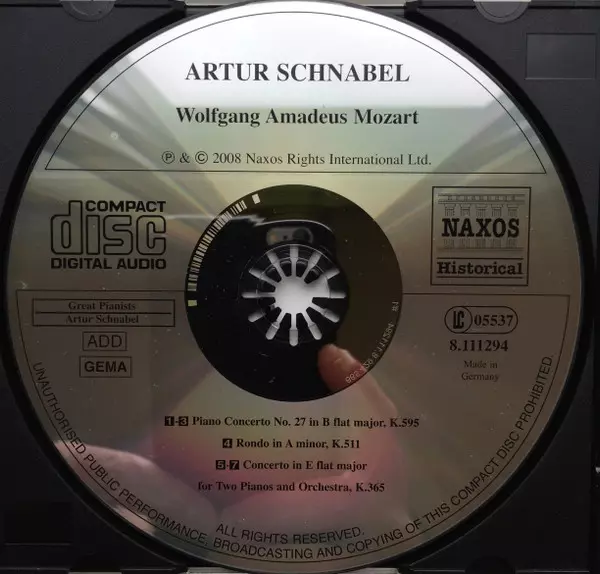 ARTUR SCHNABEL
Wolfgang Amadeus Mozart
℗ & © 2008 Naxos Rights International Ltd.
COMPACT
disc
DIGITAL AUDIO
NAXOS
Historical
Great Pianists
Artur Schnabel
ADD
GEMA
LC 05537
8.111294
Made in
Germany
1-3 Piano Concerto No. 27 in B flat major, K.595
4 Rondo in A minor, K.511
5-7 Concerto in E flat major
for Two Pianos and Orchestra, K.365
ALL RIGHTS RESERVED.
UNAUTHORISED PUBLIC PERFORMANCE, BROADCASTING AND COPYING OF THIS COMPACT DISC PROHIBITED